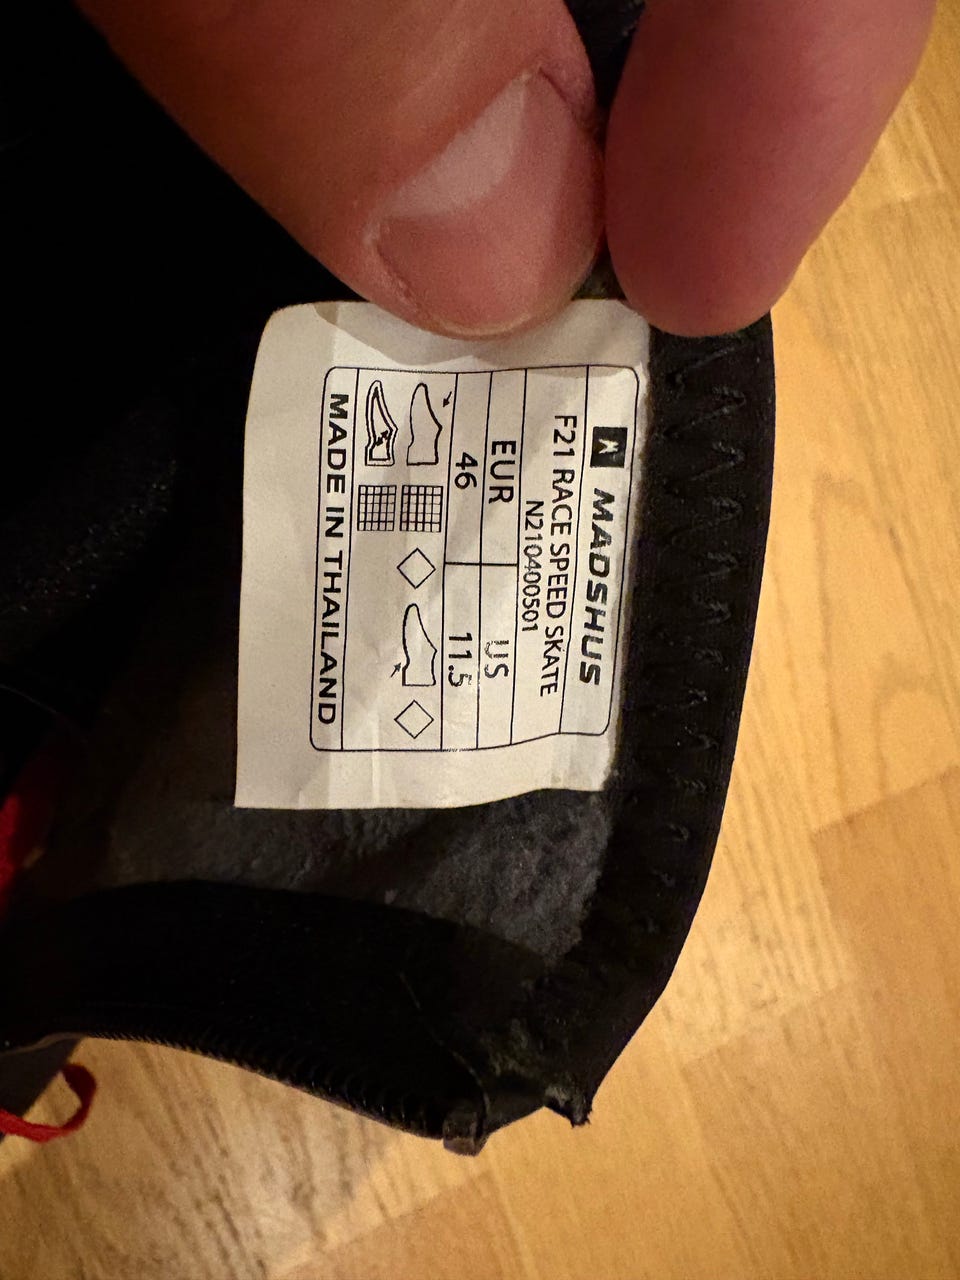 MADSHUS
F21 RACE SPEED SKATE
N210400501
EUR US
46 11.5
MADE IN THAILAND